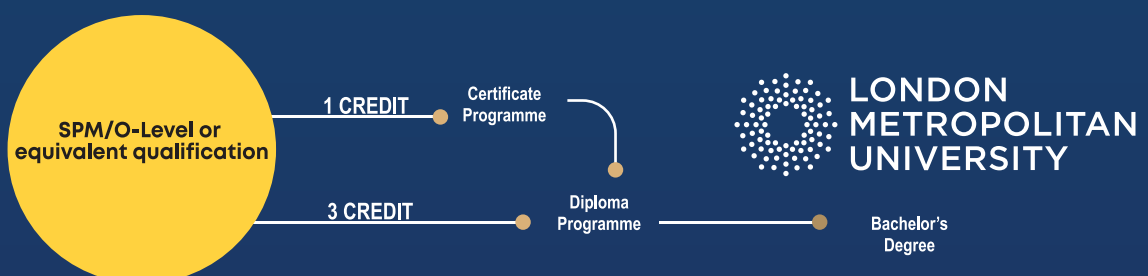 SPM/O-Level or
equivalent qualification
1 CREDIT
Certificate
Programme
3 CREDIT
Diploma
Programme
Bachelor's
Degree
LONDON
METROPOLITAN
UNIVERSITY